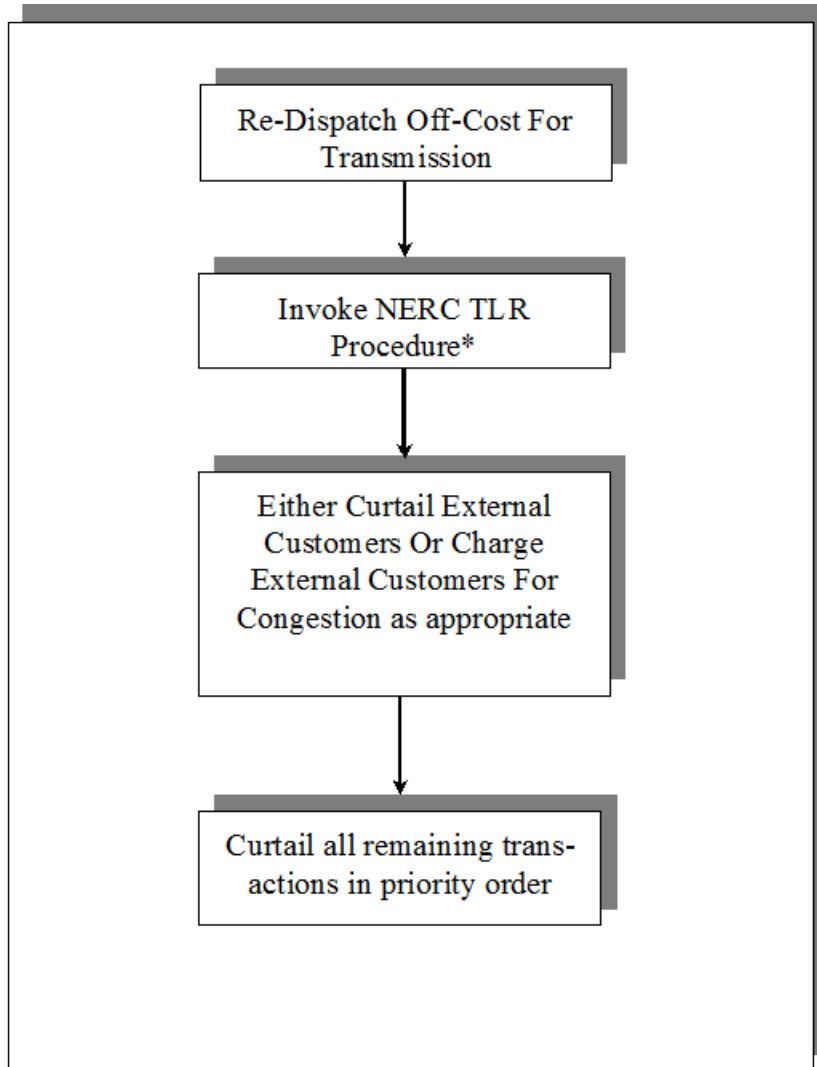 Re-Dispatch Off-Cost For
Transmission
Invoke NERC TLR
Procedure*
Either Curtail External
Customers Or Charge
External Customers For
Congestion as appropriate
Curtail all remaining trans-
actions in priority order